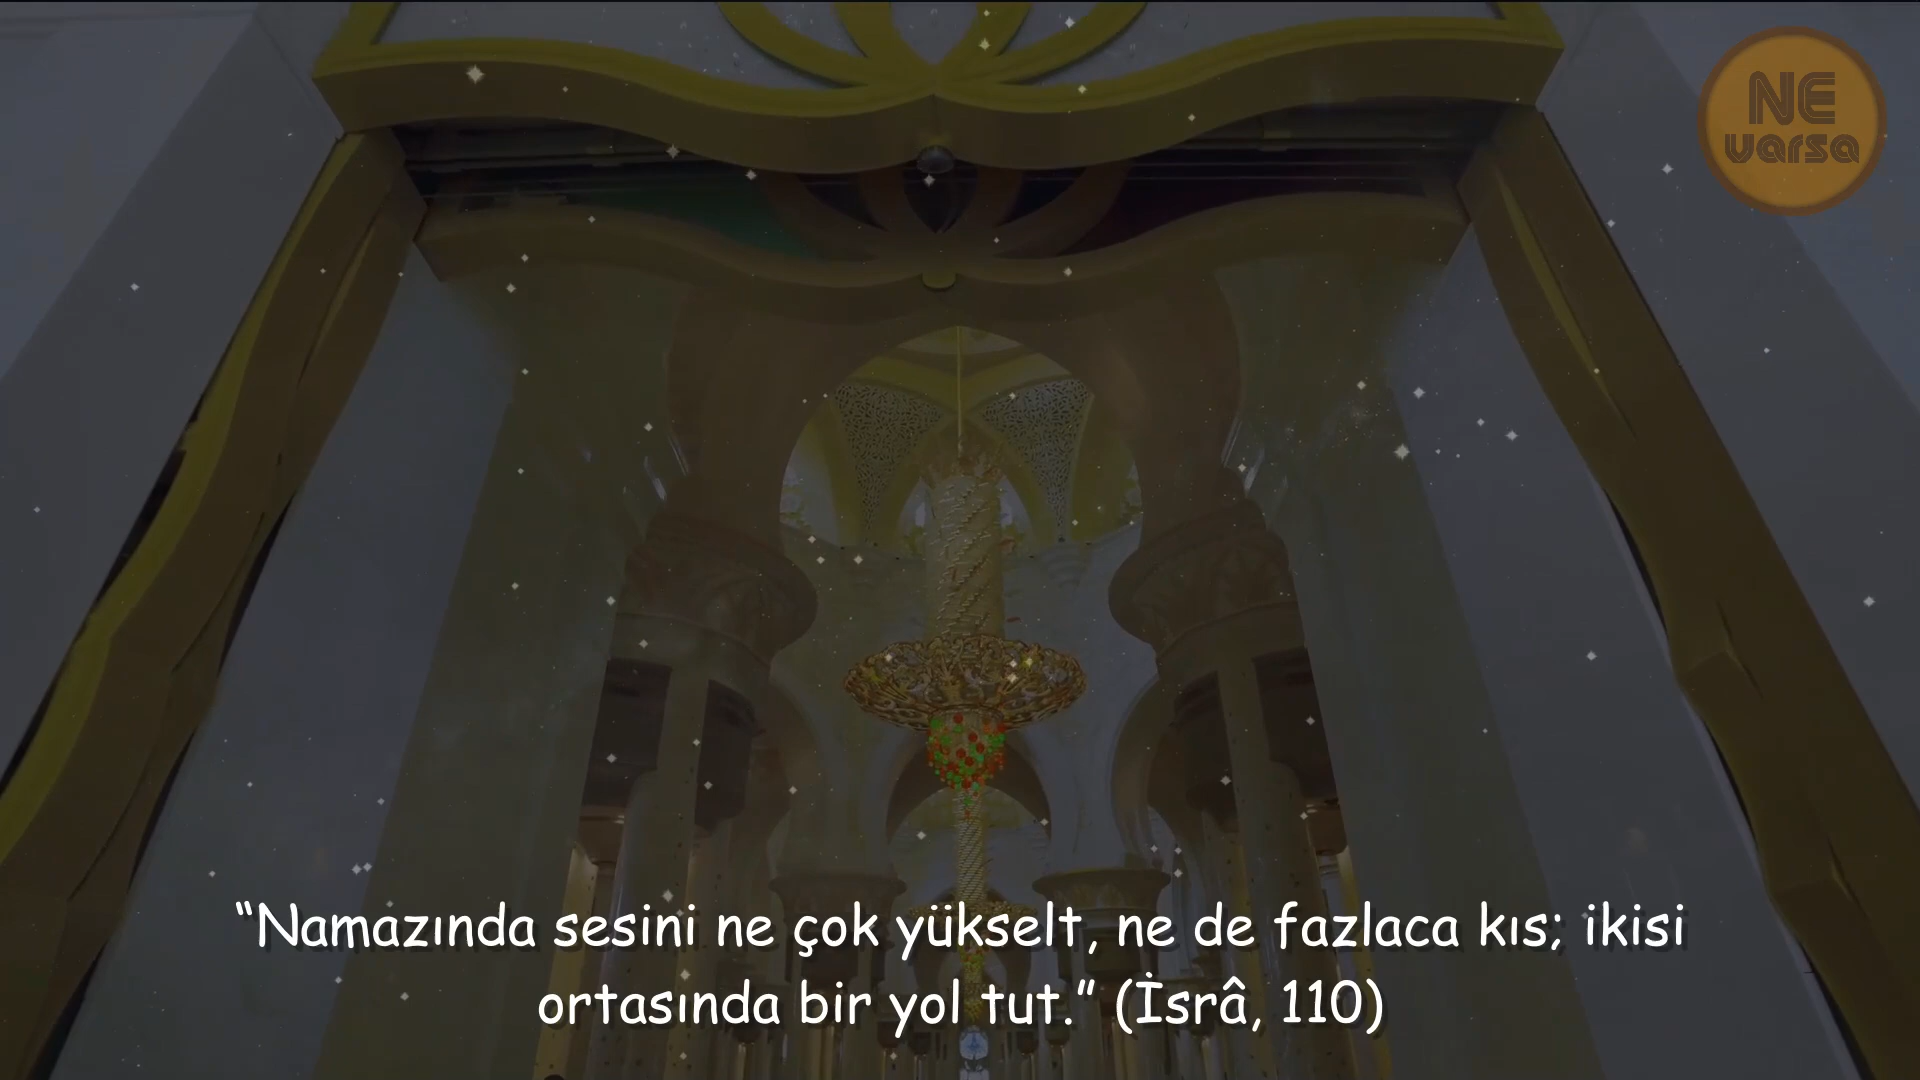 NE
varsa
“Namazında sesini ne çok yükselt, ne de fazlaca kıs; ikisi
ortasında bir yol tut.” (İsrâ, 110)